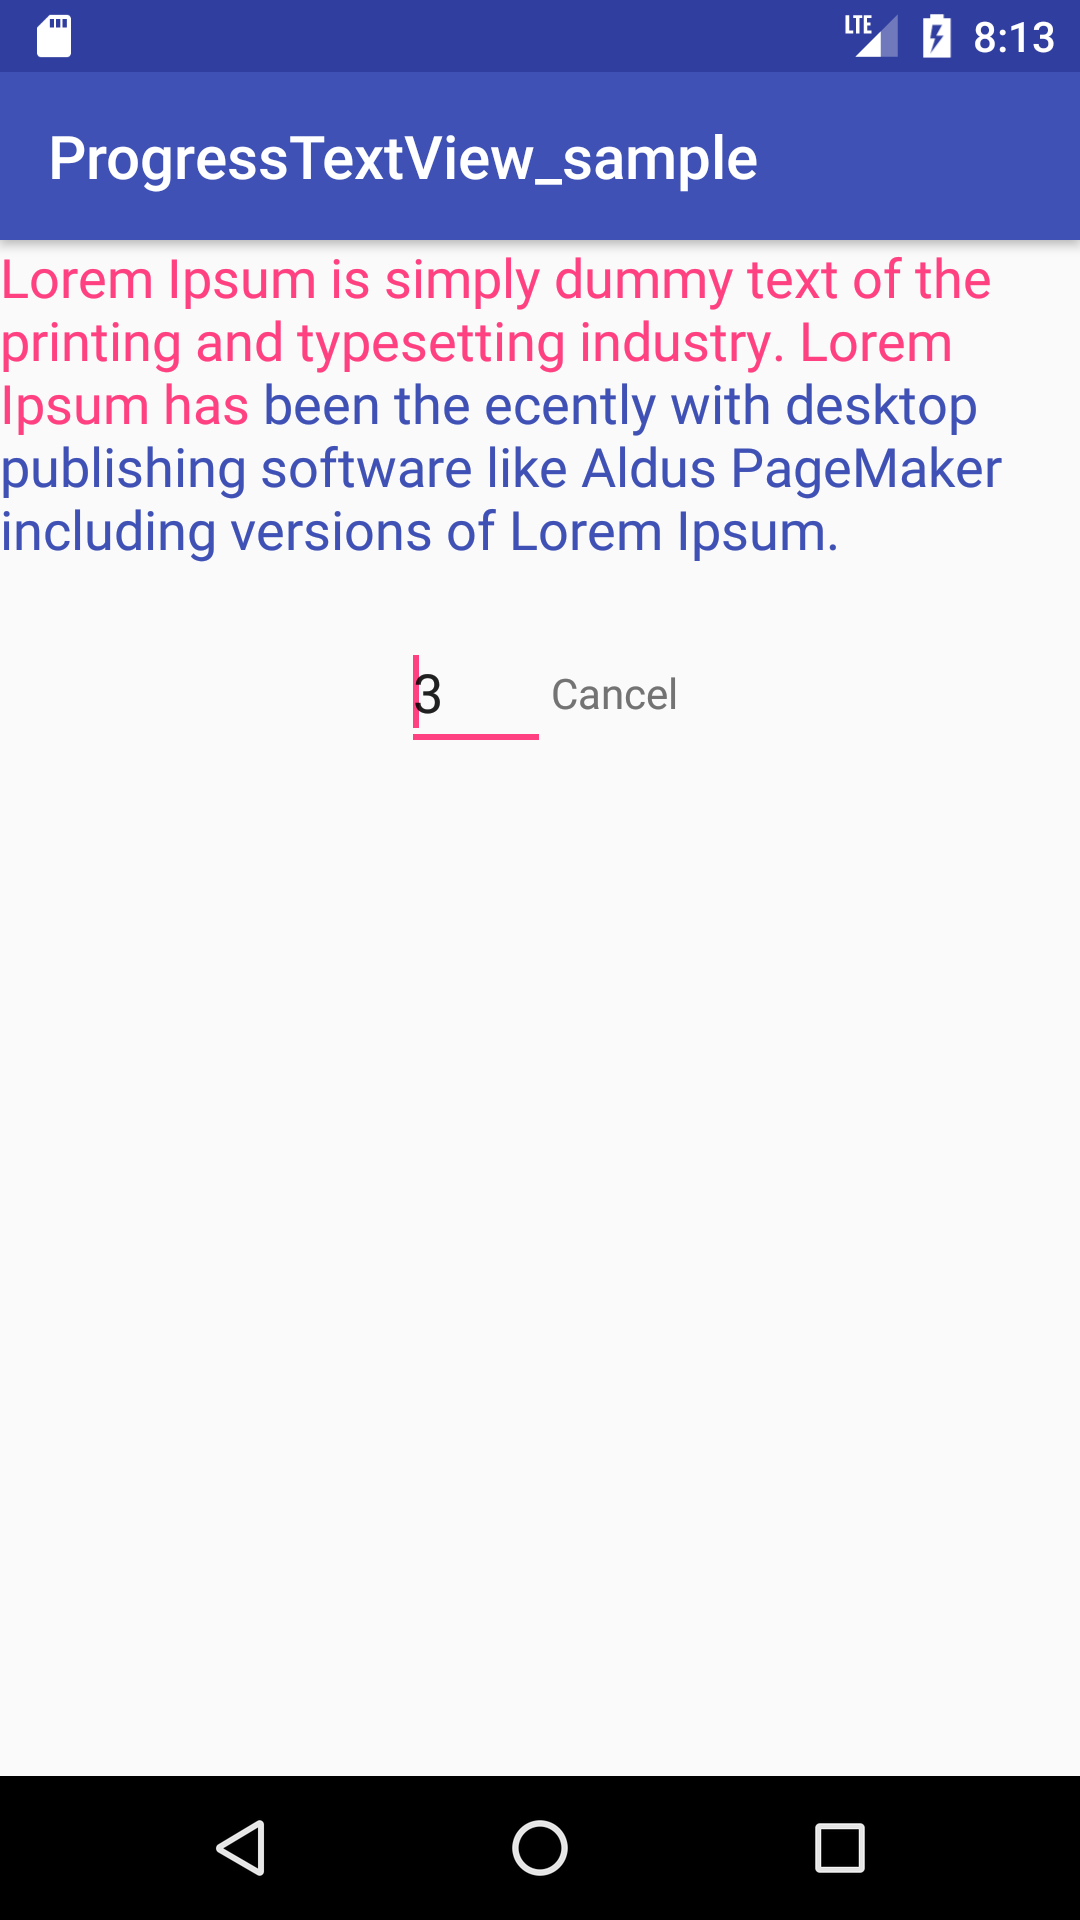 LTE 8:13
ProgressTextView_sample
Lorem Ipsum is simply dummy text of the
printing and typesetting industry. Lorem
Ipsum has been the ecently with desktop
publishing software like Aldus PageMaker
including versions of Lorem Ipsum.
3 Cancel